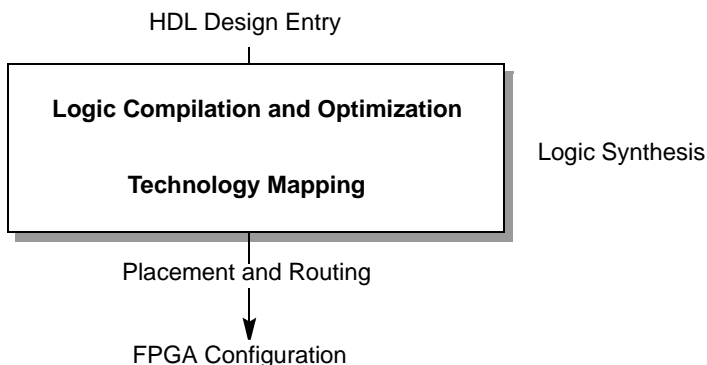 HDL Design Entry
Logic Compilation and Optimization
Logic Synthesis
Technology Mapping
Placement and Routing
FPGA Configuration